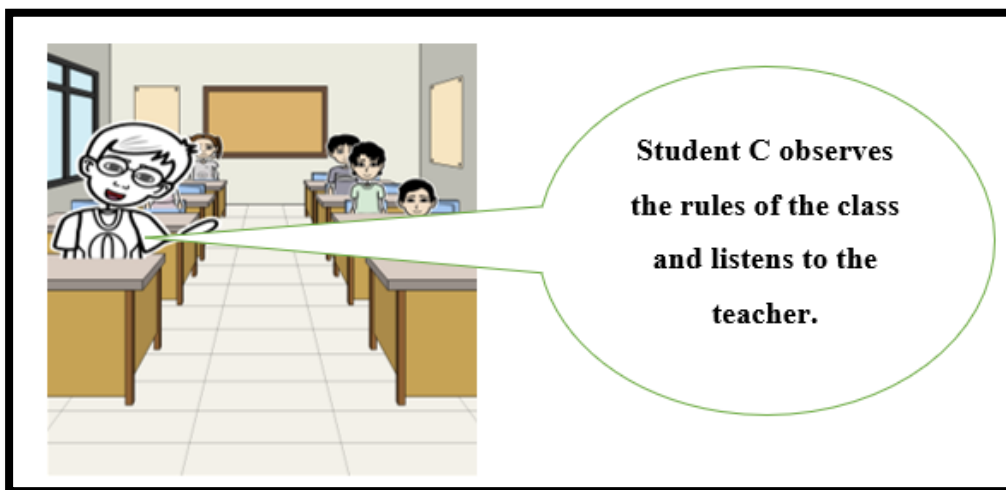 Student C observes
the rules of the class
and listens to the
teacher.